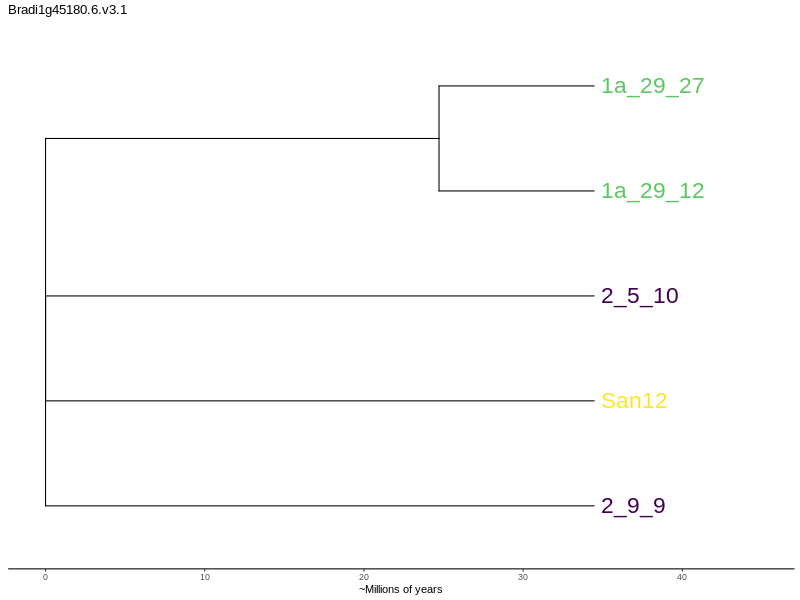 Bradi1g45180.6.v3.1
1a_29_27
1a_29_12
2_5_10
San12
2_9_9
0 10 20 30 40
~Millions of years